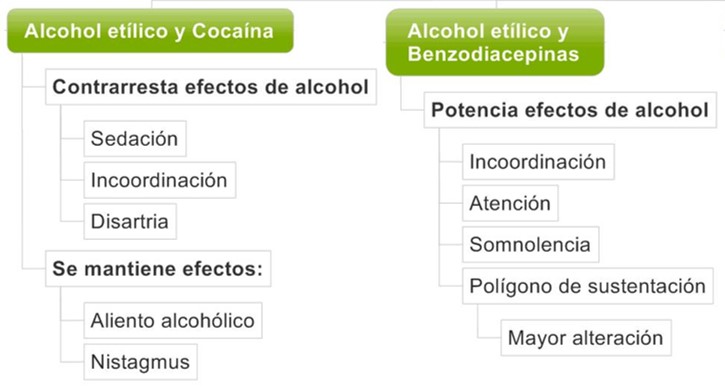 Alcohol etílico y Cocaína
Contrarresta efectos de alcohol
Sedación
Incoordinación
Disartria
Se mantiene efectos:
Aliento alcohólico
Nistagmus
Alcohol etílico y
Benzodiacepinas
Potencia efectos de alcohol
Incoordinación
Atención
Somnolencia
Polígono de sustentación
Mayor alteración